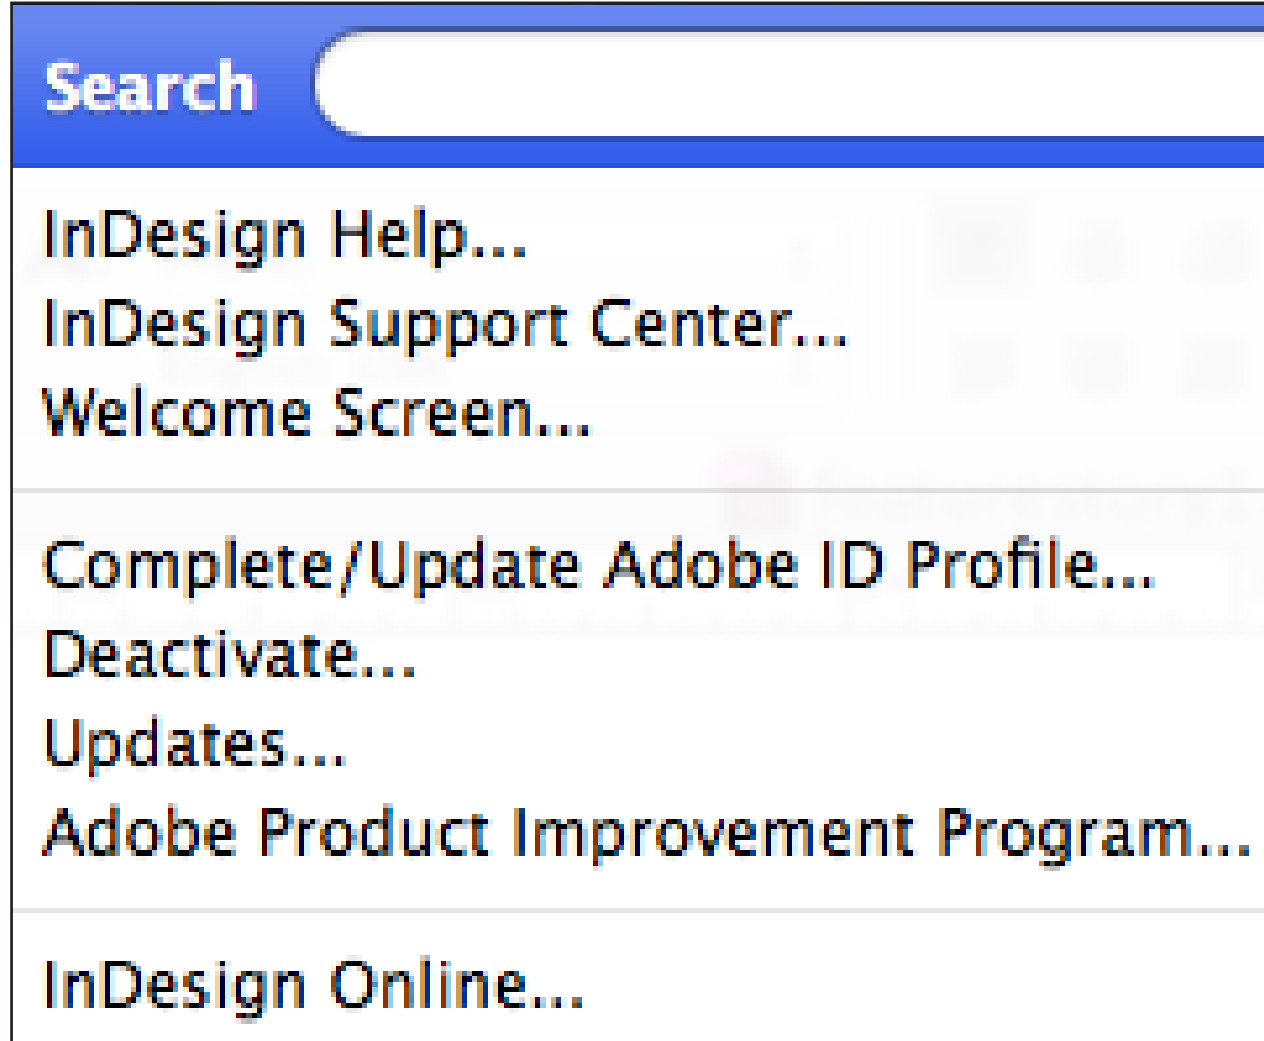 Search
InDesign Help...
InDesign Support Center...
Welcome Screen...
Complete/Update Adobe ID Profile...
Deactivate...
Updates...
Adobe Product Improvement Program...
InDesign Online...